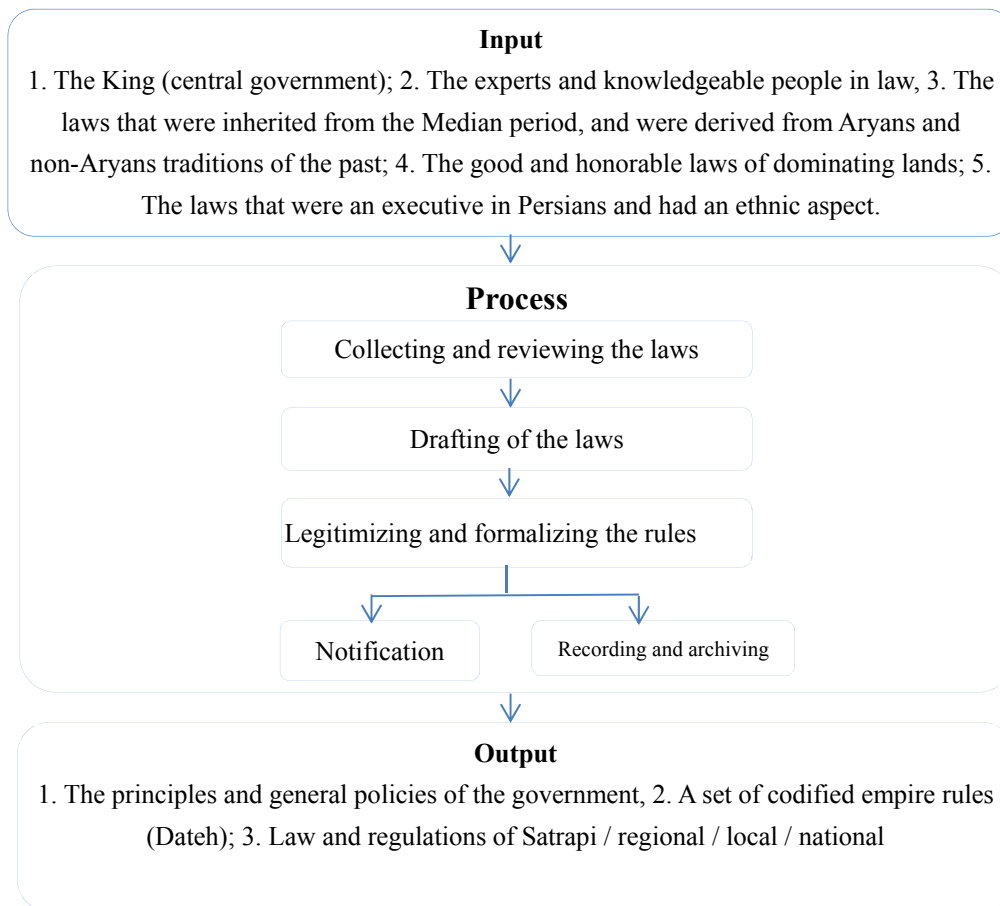 Input
1. The King (central government); 2. The experts and knowledgeable people in law, 3. The
laws that were inherited from the Median period, and were derived from Aryans and
non-Aryans traditions of the past; 4. The good and honorable laws of dominating lands; 5.
The laws that were an executive in Persians and had an ethnic aspect.
Process
Collecting and reviewing the laws
Drafting of the laws
Legitimizing and formalizing the rules
Notification
Recording and archiving
Output
1. The principles and general policies of the government, 2. A set of codified empire rules
(Dateh); 3. Law and regulations of Satrapi / regional / local / national